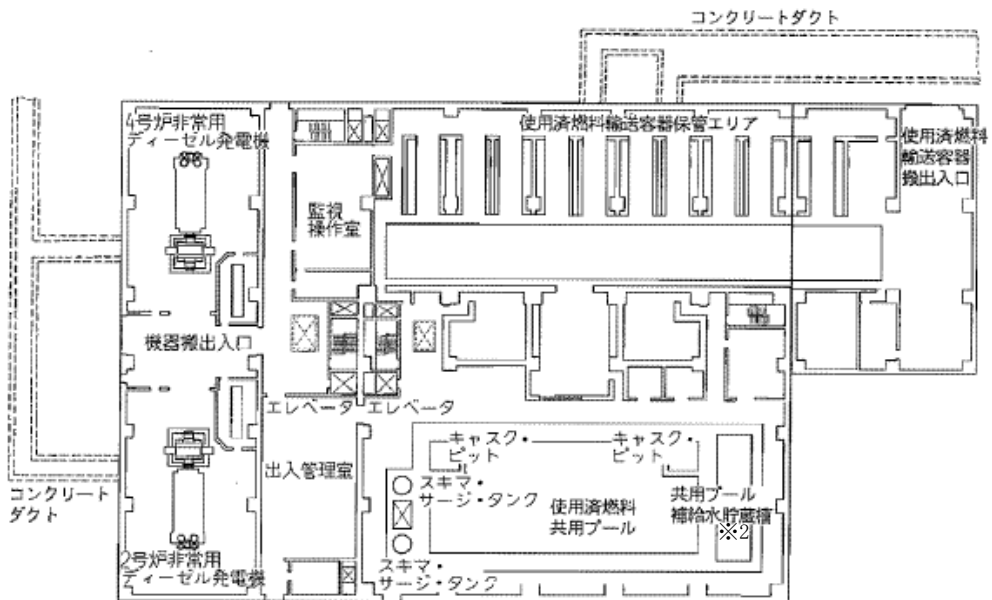 コンクリートダクト
4号炉非常用
ディーゼル発電機
使用済燃料輸送容器保管エリア
使用済燃料
輸送容器
搬出入口
監視
操作室
機器搬出入口
エレベータ
エレベータ
出入管理室
キャスク・
ピット
キャスク・
ピット
スキマ・
サージ・タンク
使用済燃料
共用プール
共用プール
補給水貯蔵槽
※2
コンクリート
ダクト
スキマ・
サージ・タンク
2号炉非常用
ディーゼル発電機